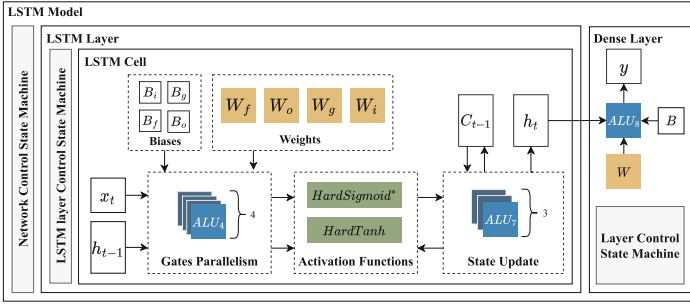 LSTM Model
Network Control State Machine
LSTM Layer
LSTM layer Control State Machine
LSTM Cell
B_i B_g
B_f B_o
Biases
W_f W_o W_g W_i
Weights
C_{t-1}
h_t
x_t
h_{t-1}
ALU_4
4
Gates Parallelism
HardSigmoid*
HardTanh
Activation Functions
ALU_7
3
State Update
Dense Layer
y
ALU_8
B
W
Layer Control
State Machine